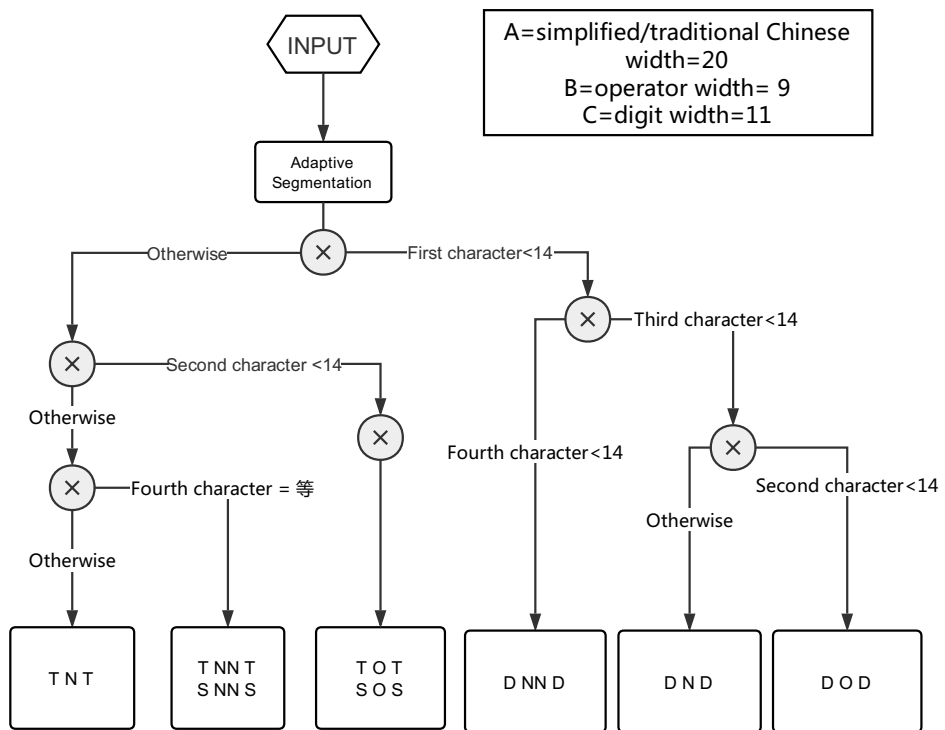 INPUT
A=simplified/traditional Chinese
width=20
B=operator width= 9
C=digit width=11
Adaptive
Segmentation
Otherwise
First character<14
Third character<14
Second character <14
Otherwise
Fourth character<14
Fourth character = 等
Second character<14
Otherwise
Otherwise
T N T
T NN T
S NN S
T O T
S O S
D NN D
D N D
D O D